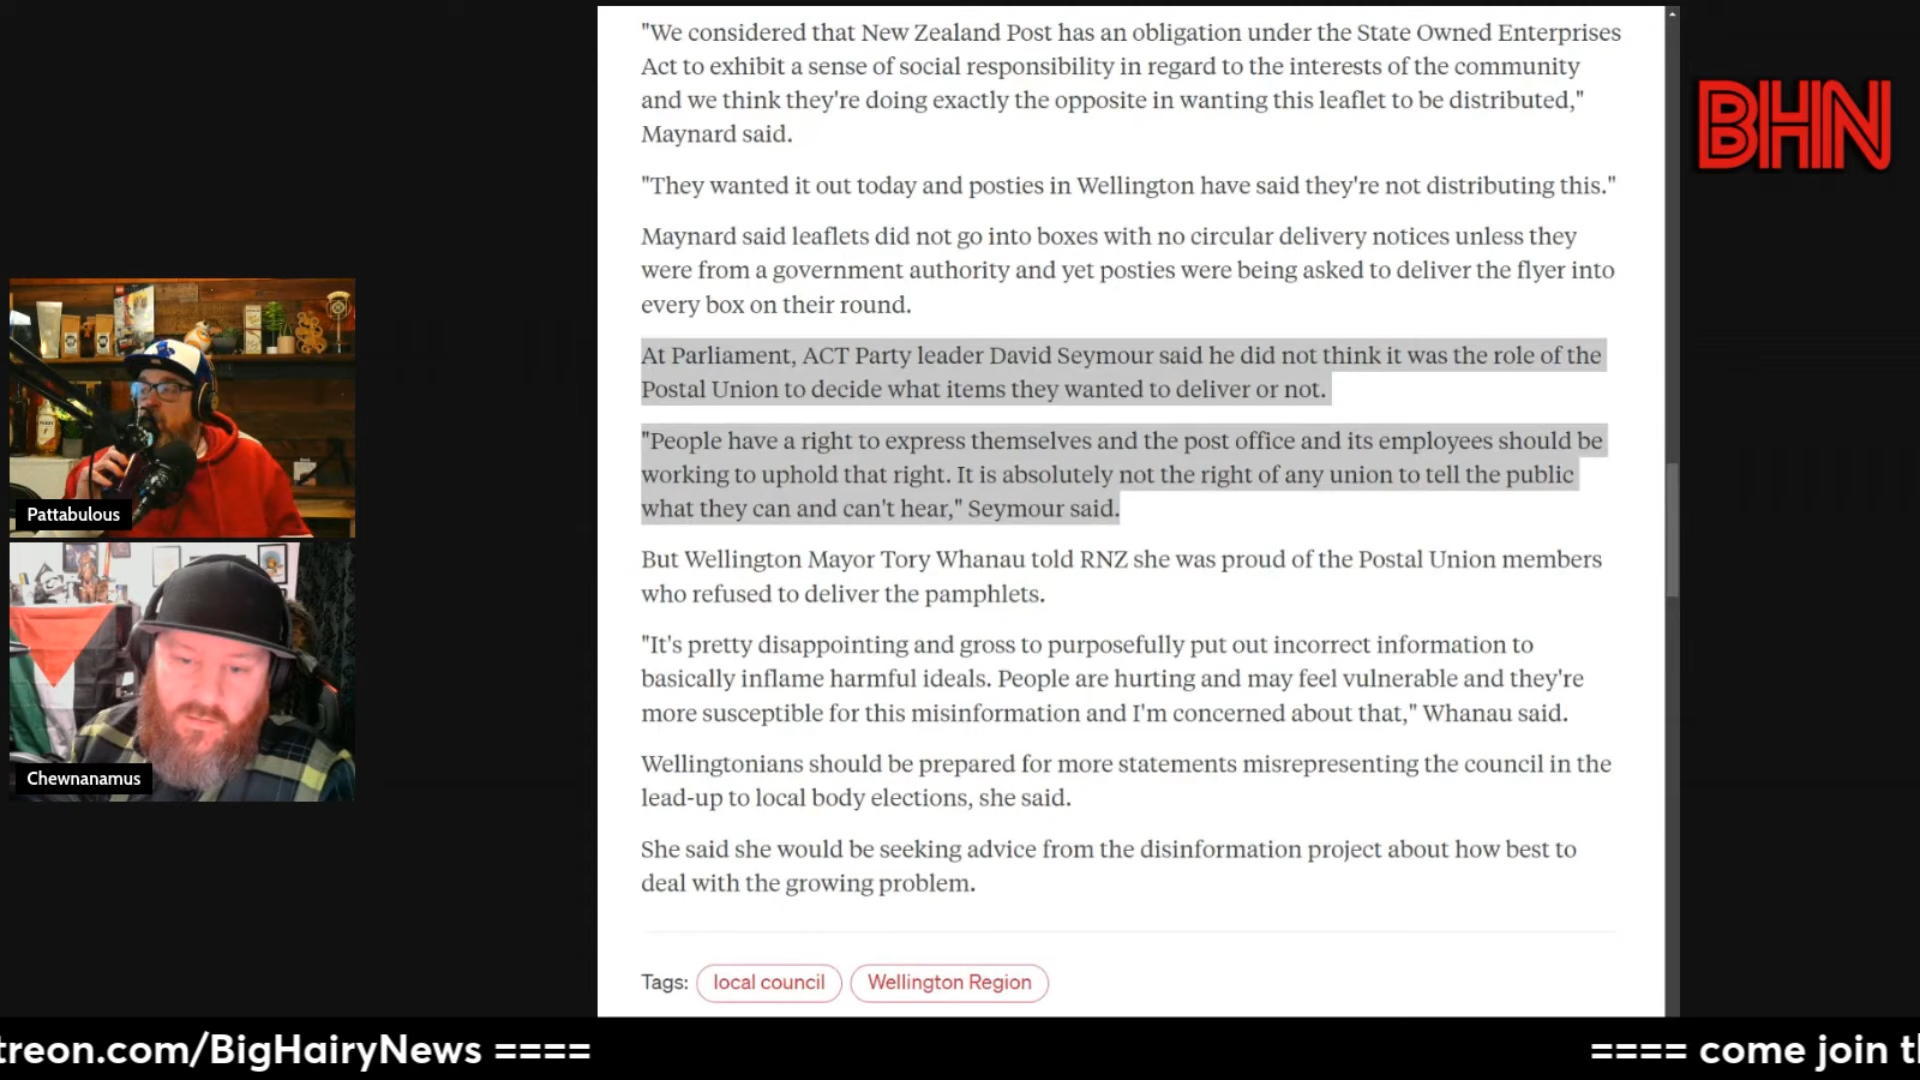 "We considered that New Zealand Post has an obligation under the State Owned Enterprises
Act to exhibit a sense of social responsibility in regard to the interests of the community
and we think they're doing exactly the opposite in wanting this leaflet to be distributed,"
Maynard said.
"They wanted it out today and posties in Wellington have said they're not distributing this."
Maynard said leaflets did not go into boxes with no circular delivery notices unless they
were from a government authority and yet posties were being asked to deliver the flyer into
every box on their round.
At Parliament, ACT Party leader David Seymour said he did not think it was the role of the
Postal Union to decide what items they wanted to deliver or not.
"People have a right to express themselves and the post office and its employees should be
working to uphold that right. It is absolutely not the right of any union to tell the public
what they can and can't hear," Seymour said.
But Wellington Mayor Tory Whanau told RNZ she was proud of the Postal Union members
who refused to deliver the pamphlets.
"It's pretty disappointing and gross to purposefully put out incorrect information to
basically inflame harmful ideals. People are hurting and may feel vulnerable and they're
more susceptible for this misinformation and I'm concerned about that," Whanau said.
Wellingtonians should be prepared for more statements misrepresenting the council in the
lead-up to local body elections, she said.
She said she would be seeking advice from the disinformation project about how best to
deal with the growing problem.
Tags: local council Wellington Region
BHN
Pattabulous
Chewnanamus
treon.com/BigHairyNews ==== ==== come join th